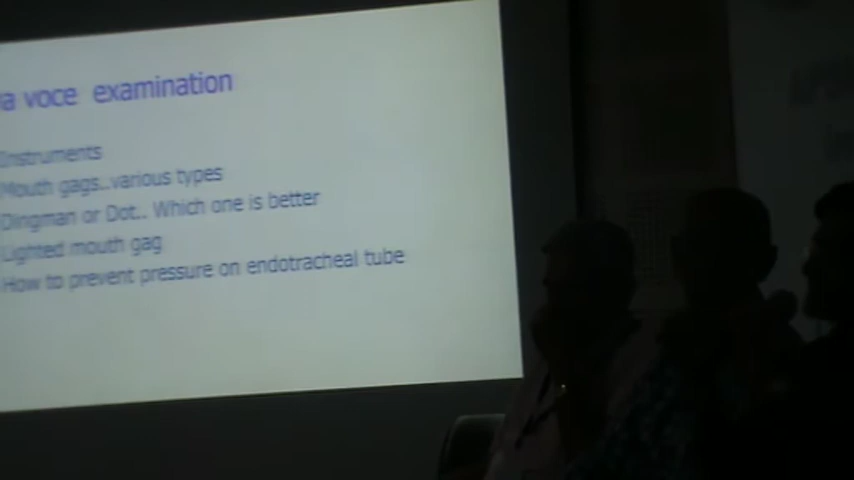 a voce examination
Instruments
Mouth gags..various types
Dingman or Dot.. Which one is better
Lighted mouth gag
How to prevent pressure on endotracheal tube